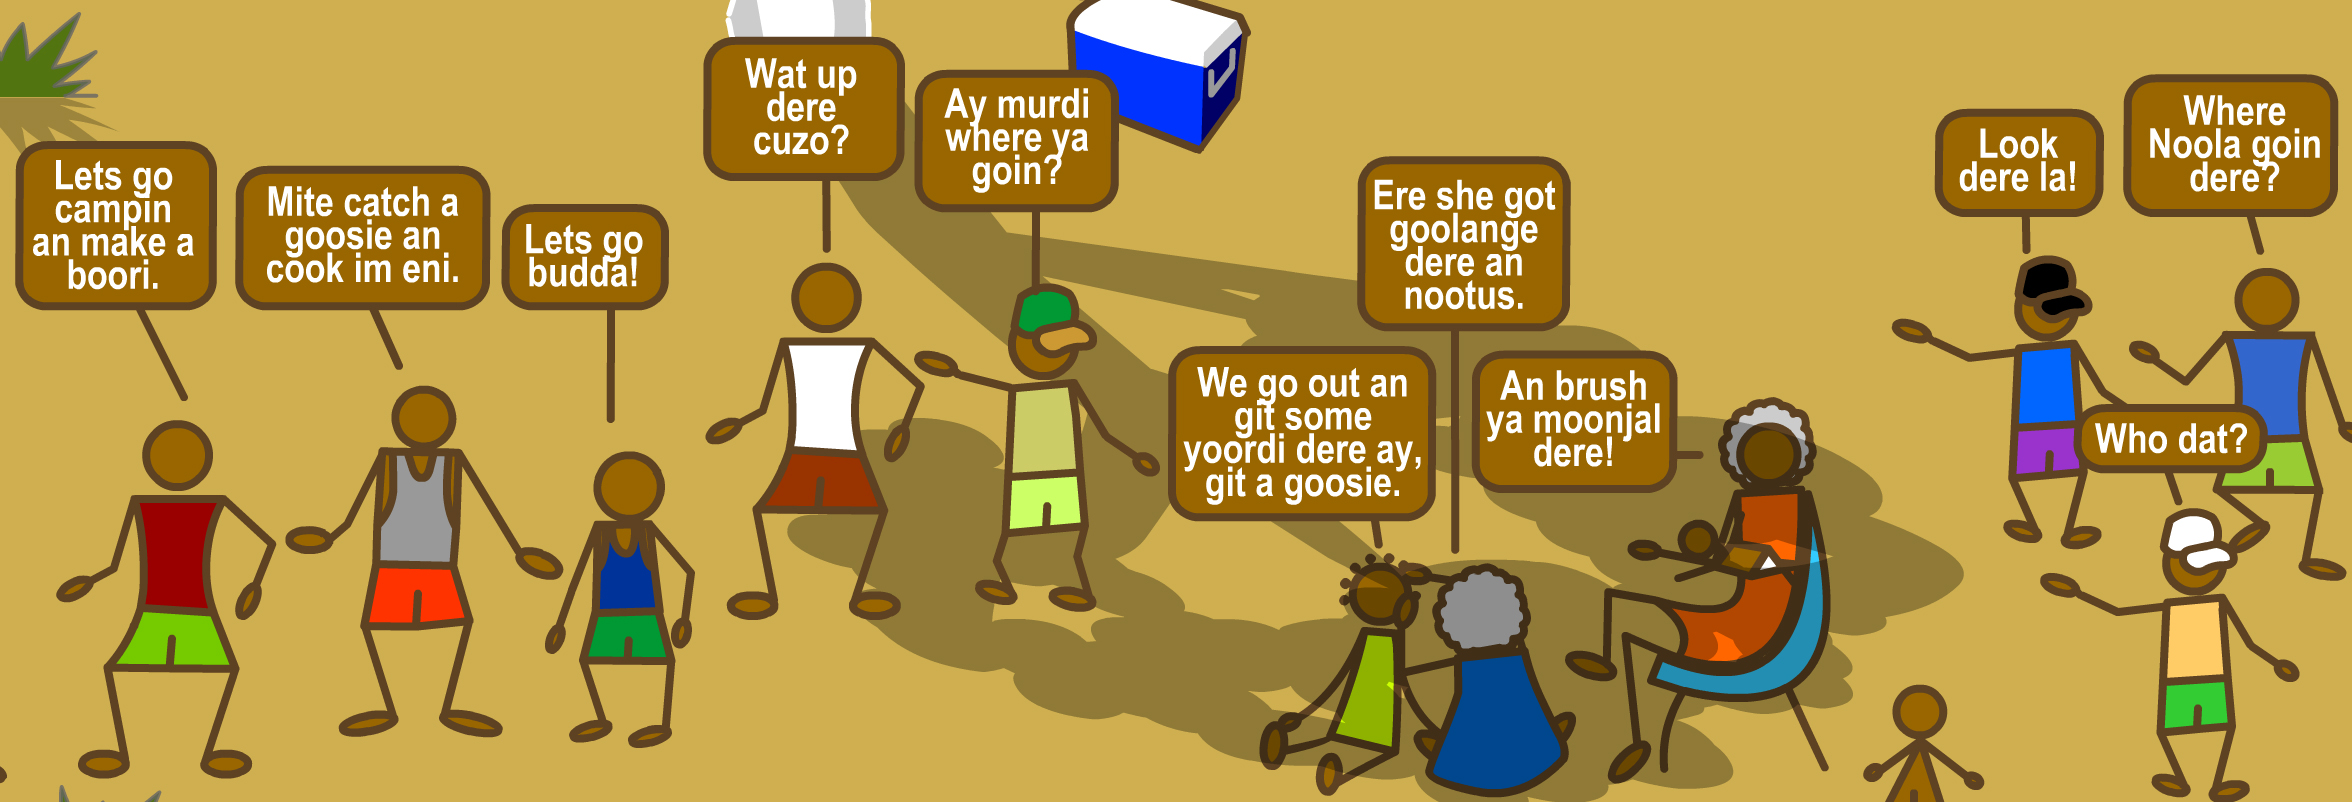 Lets go
campin
an make a
boori.
Mite catch a
goosie an
cook im eni.
Lets go
budda!
Wat up
dere
cuzo?
Ay murdi
where ya
goin?
Ere she got
goolange
dere an
nootus.
We go out an
git some
yoordi dere ay,
git a goosie.
An brush
ya moonjal
dere!
Look
dere la!
Where
Noola goin
dere?
Who dat?